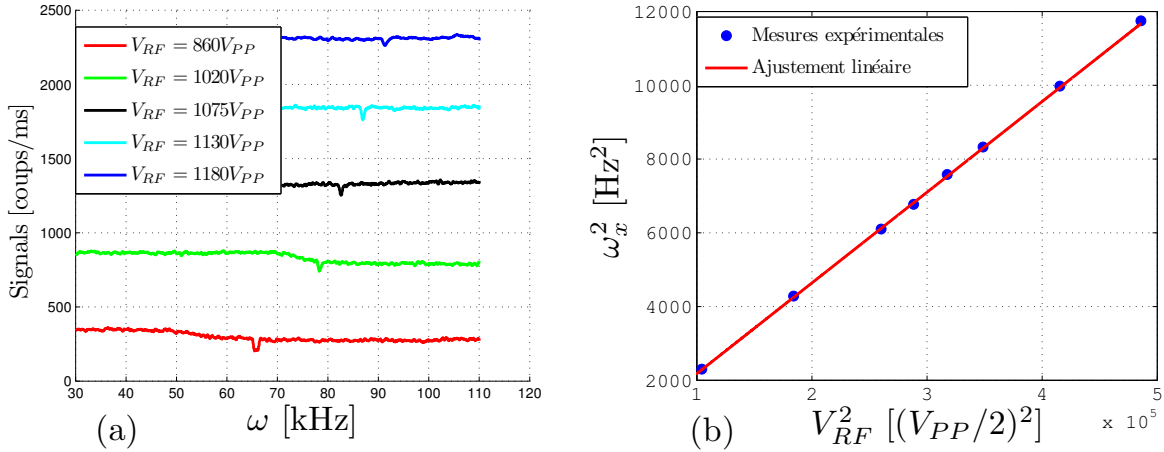 2500
2000
1500
1000
500
0
Signals [coups/ms]
V_RF = 860V_PP
V_RF = 1020V_PP
V_RF = 1075V_PP
V_RF = 1130V_PP
V_RF = 1180V_PP
30 40 50 60 70 80 90 100 110 120
ω [kHz]
(a)
12000
10000
8000
6000
4000
2000
ω_x^2 [Hz^2]
Mesures expérimentales
Ajustement linéaire
1 2 3 4 5
x 10^5
V_RF^2 [(V_PP/2)^2]
(b)